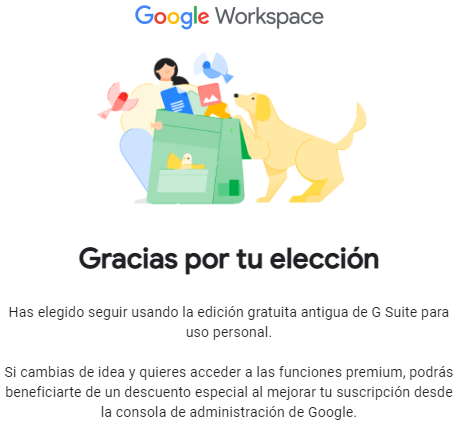 Google Workspace
Gracias por tu elección
Has elegido seguir usando la edición gratuita antigua de G Suite para
uso personal.
Si cambias de idea y quieres acceder a las funciones premium, podrás
beneficiarte de un descuento especial al mejorar tu suscripción desde
la consola de administración de Google.